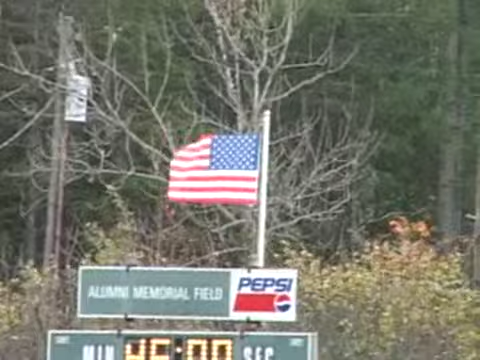 ALUMNI MEMORIAL FIELD
PEPSI
MIN 45:00 SEC